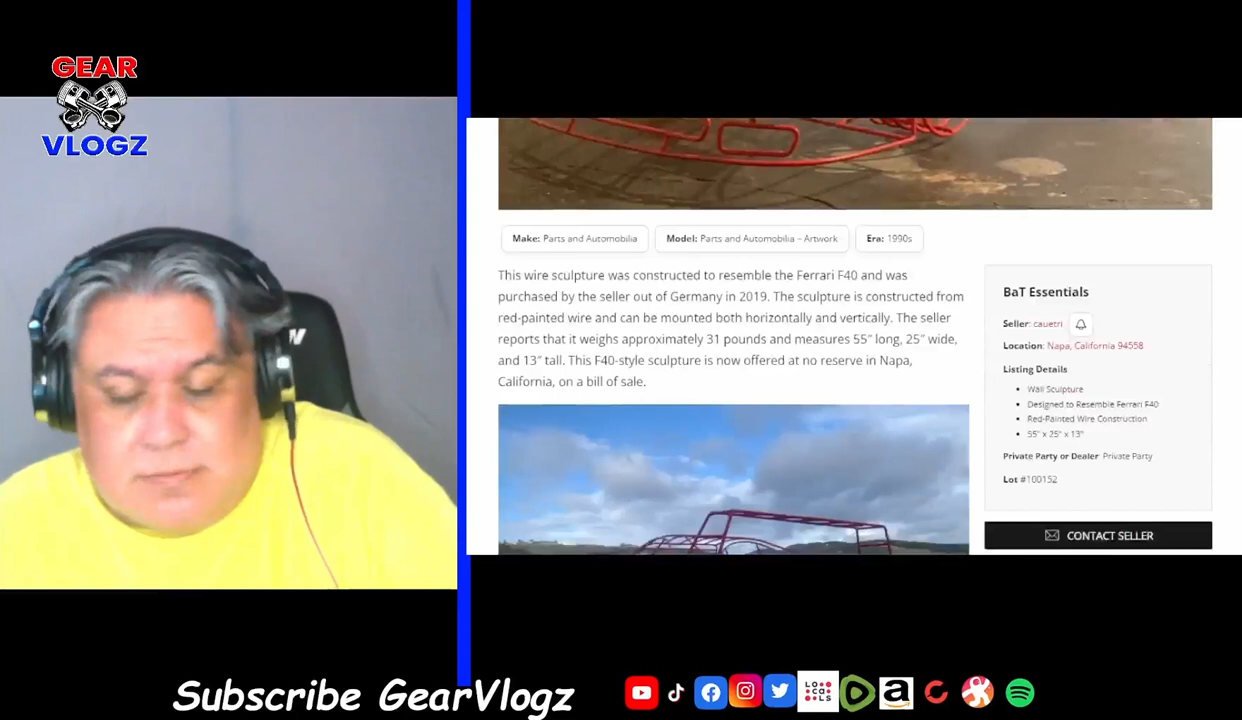 GEAR
VLOGZ
Make: Parts and Automobilia
Model: Parts and Automobilia – Artwork
Era: 1990s
This wire sculpture was constructed to resemble the Ferrari F40 and was
purchased by the seller out of Germany in 2019. The sculpture is constructed from
red-painted wire and can be mounted both horizontally and vertically. The seller
reports that it weighs approximately 31 pounds and measures 55″ long, 25″ wide,
and 13″ tall. This F40-style sculpture is now offered at no reserve in Napa,
California, on a bill of sale.
BaT Essentials
Seller: cauetri
Location: Napa, California 94558
Listing Details
• Wall Sculpture
• Designed to Resemble Ferrari F40
• Red-Painted Wire Construction
• 55" x 25" x 13"
Private Party or Dealer Private Party
Lot #100152
CONTACT SELLER
Subscribe GearVlogz
LOCALS
a